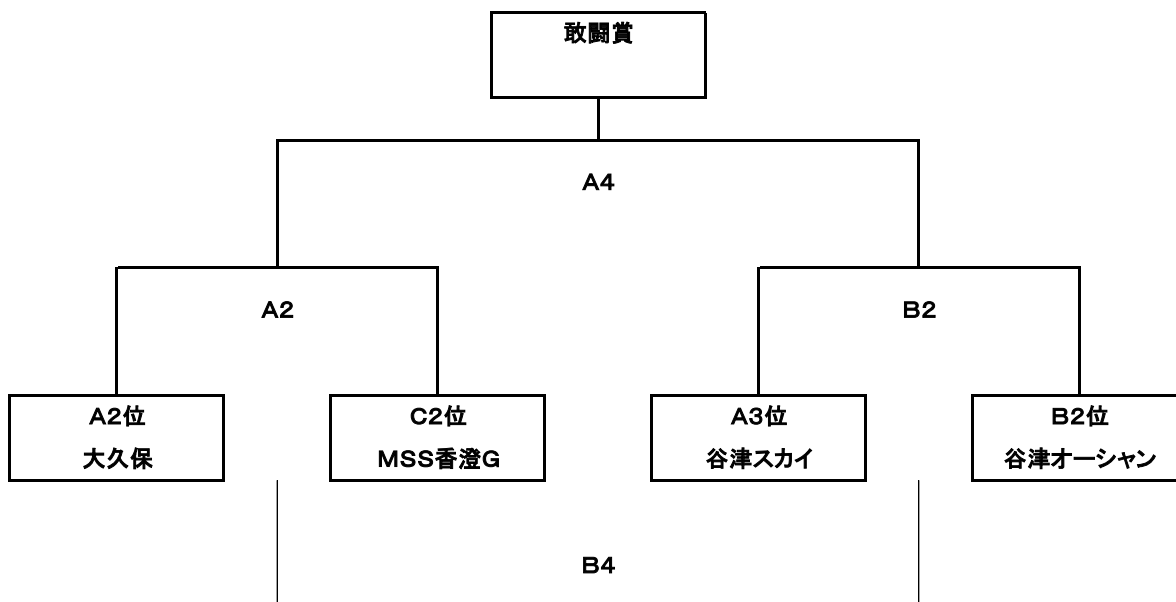 敢闘賞
A4
A2
B2
A2位
大久保
C2位
MSS香澄G
A3位
谷津スカイ
B2位
谷津オーシャン
B4